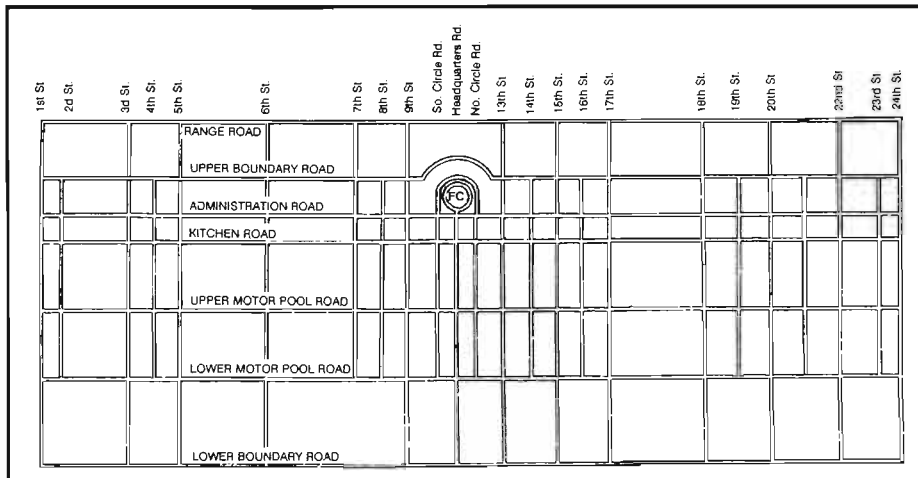 1st St
2d St.
3d St.
4th St.
5th St
6th St.
7th St
8th St.
9th St
So. Circle Rd.
Headquarters Rd.
No. Circle Rd.
13th St
14th St.
15th St.
16th St.
17th St.
18th St.
19th St.
20th St
22nd St
23rd St
24th St.
RANGE ROAD
UPPER BOUNDARY ROAD
FC
ADMINISTRATION ROAD
KITCHEN ROAD
UPPER MOTOR POOL ROAD
LOWER MOTOR POOL ROAD
LOWER BOUNDARY ROAD